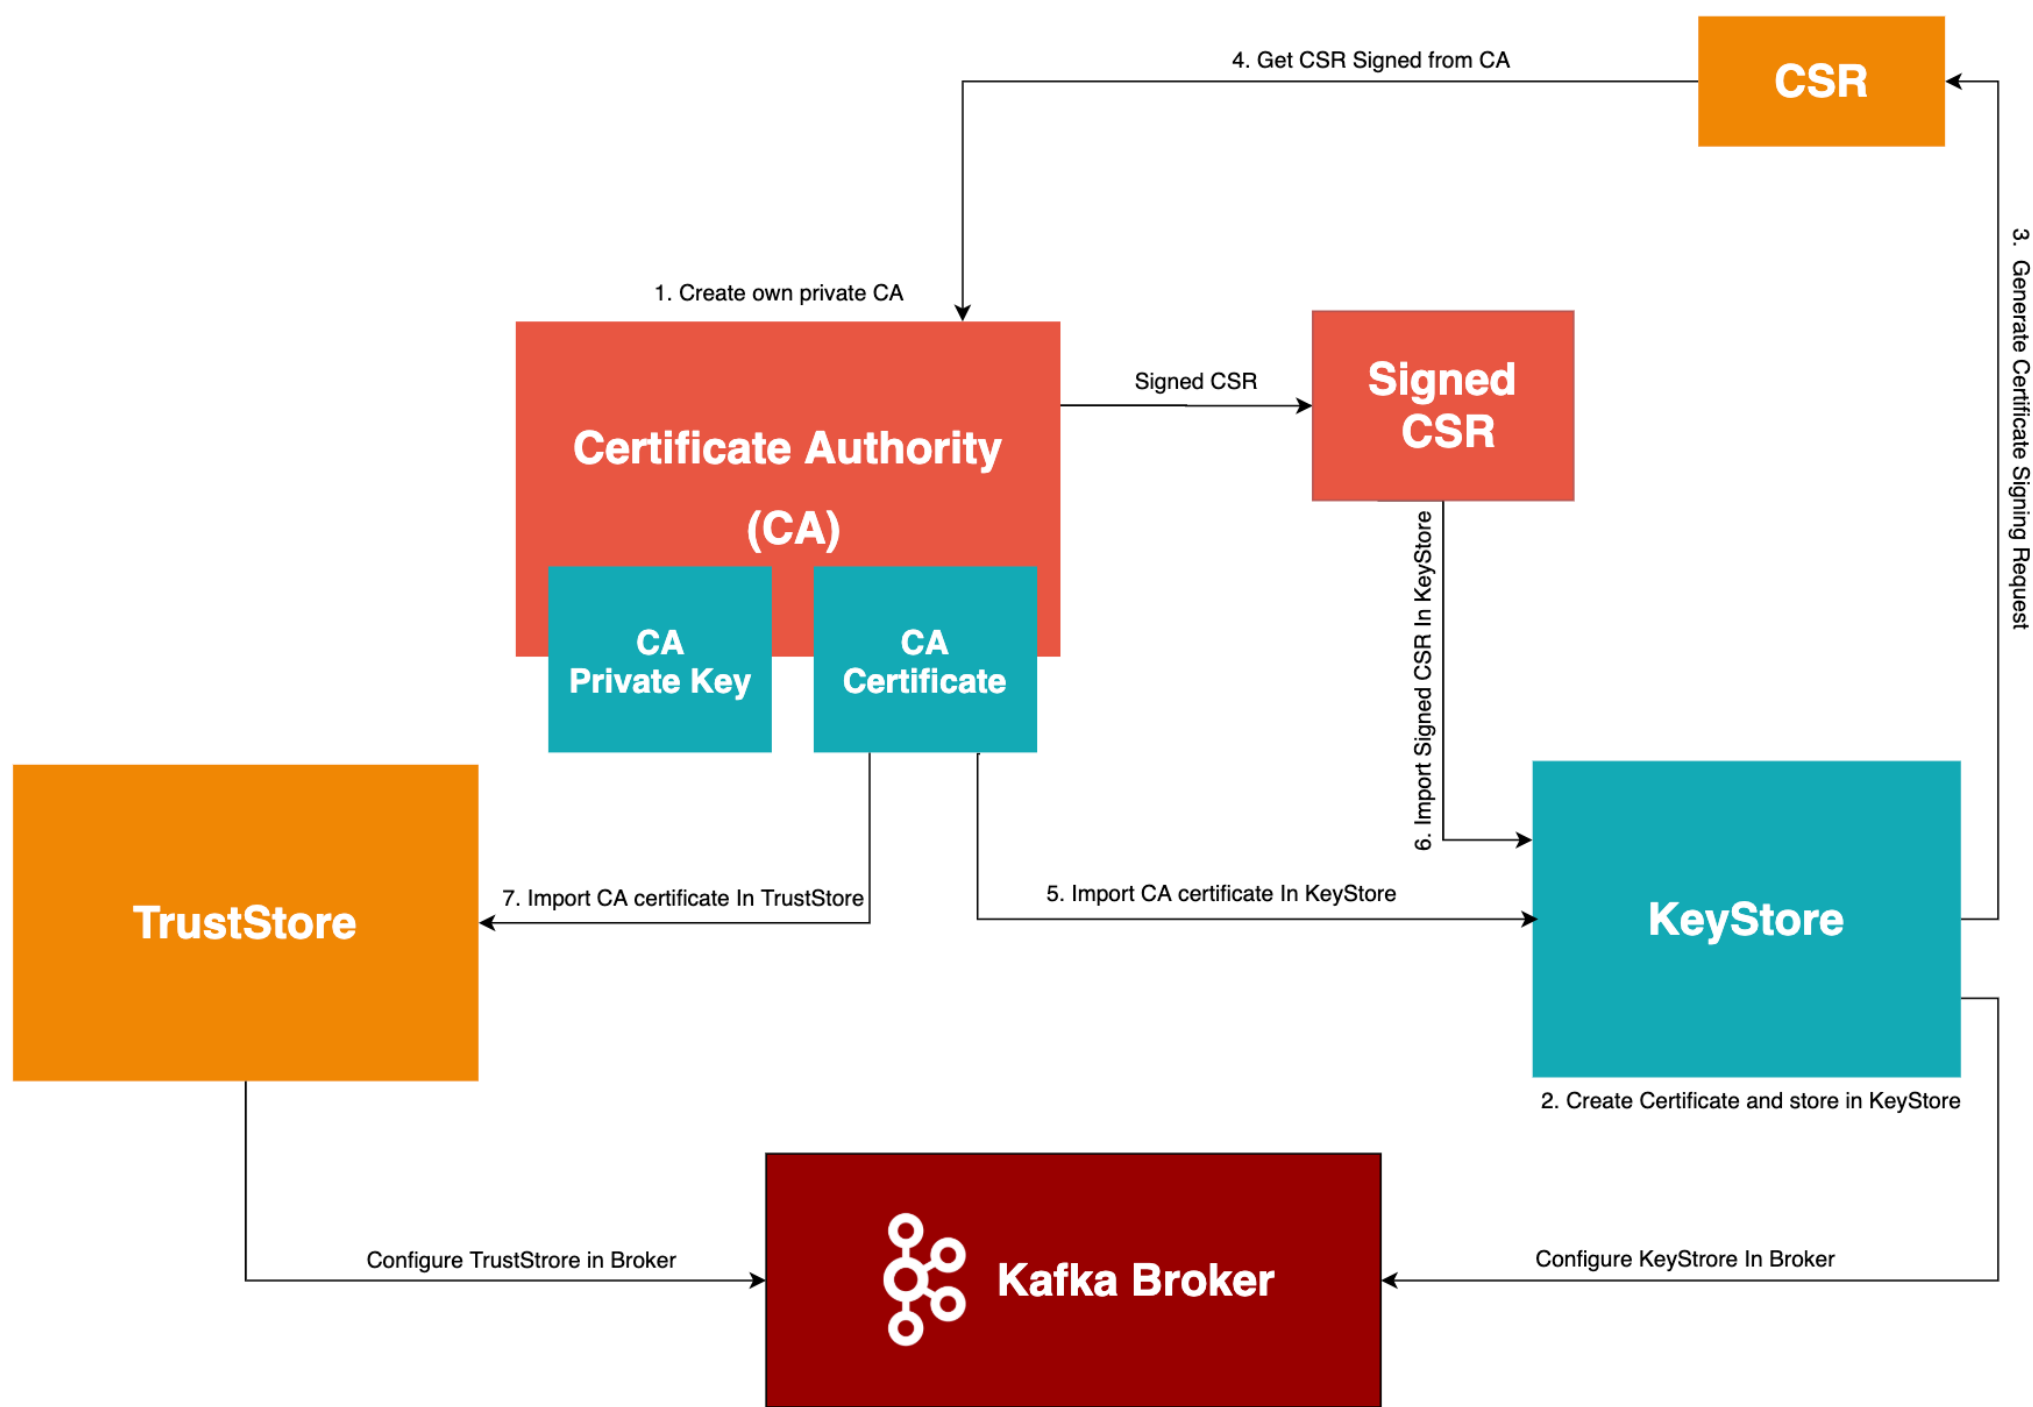 4. Get CSR Signed from CA
CSR
3. Generate Certificate Signing Request
1. Create own private CA
Certificate Authority
(CA)
Signed CSR
Signed
CSR
6. Import Signed CSR In KeyStore
CA
Private Key
CA
Certificate
7. Import CA certificate In TrustStore
5. Import CA certificate In KeyStore
TrustStore
KeyStore
2. Create Certificate and store in KeyStore
Configure TrustStrore in Broker
Kafka Broker
Configure KeyStrore In Broker